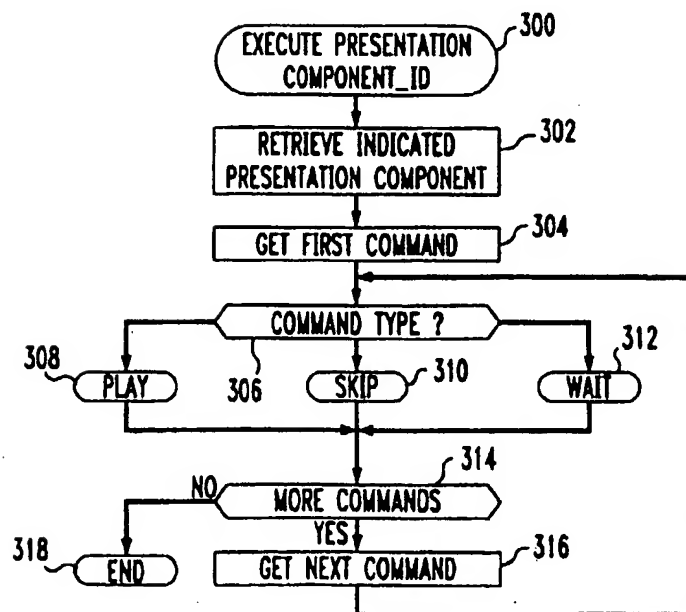 300
EXECUTE PRESENTATION
COMPONENT_ID
302
RETRIEVE INDICATED
PRESENTATION COMPONENT
304
GET FIRST COMMAND
COMMAND TYPE ?
306
308
PLAY
310
SKIP
312
WAIT
314
NO
MORE COMMANDS
YES
316
GET NEXT COMMAND
318
END